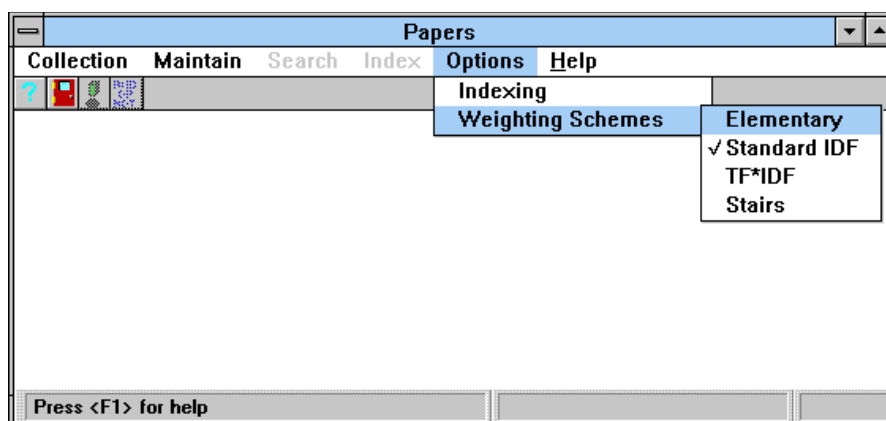 Papers
Collection Maintain Search Index Options Help
?
Indexing
Weighting Schemes
Elementary
✓ Standard IDF
TF*IDF
Stairs
Press <F1> for help